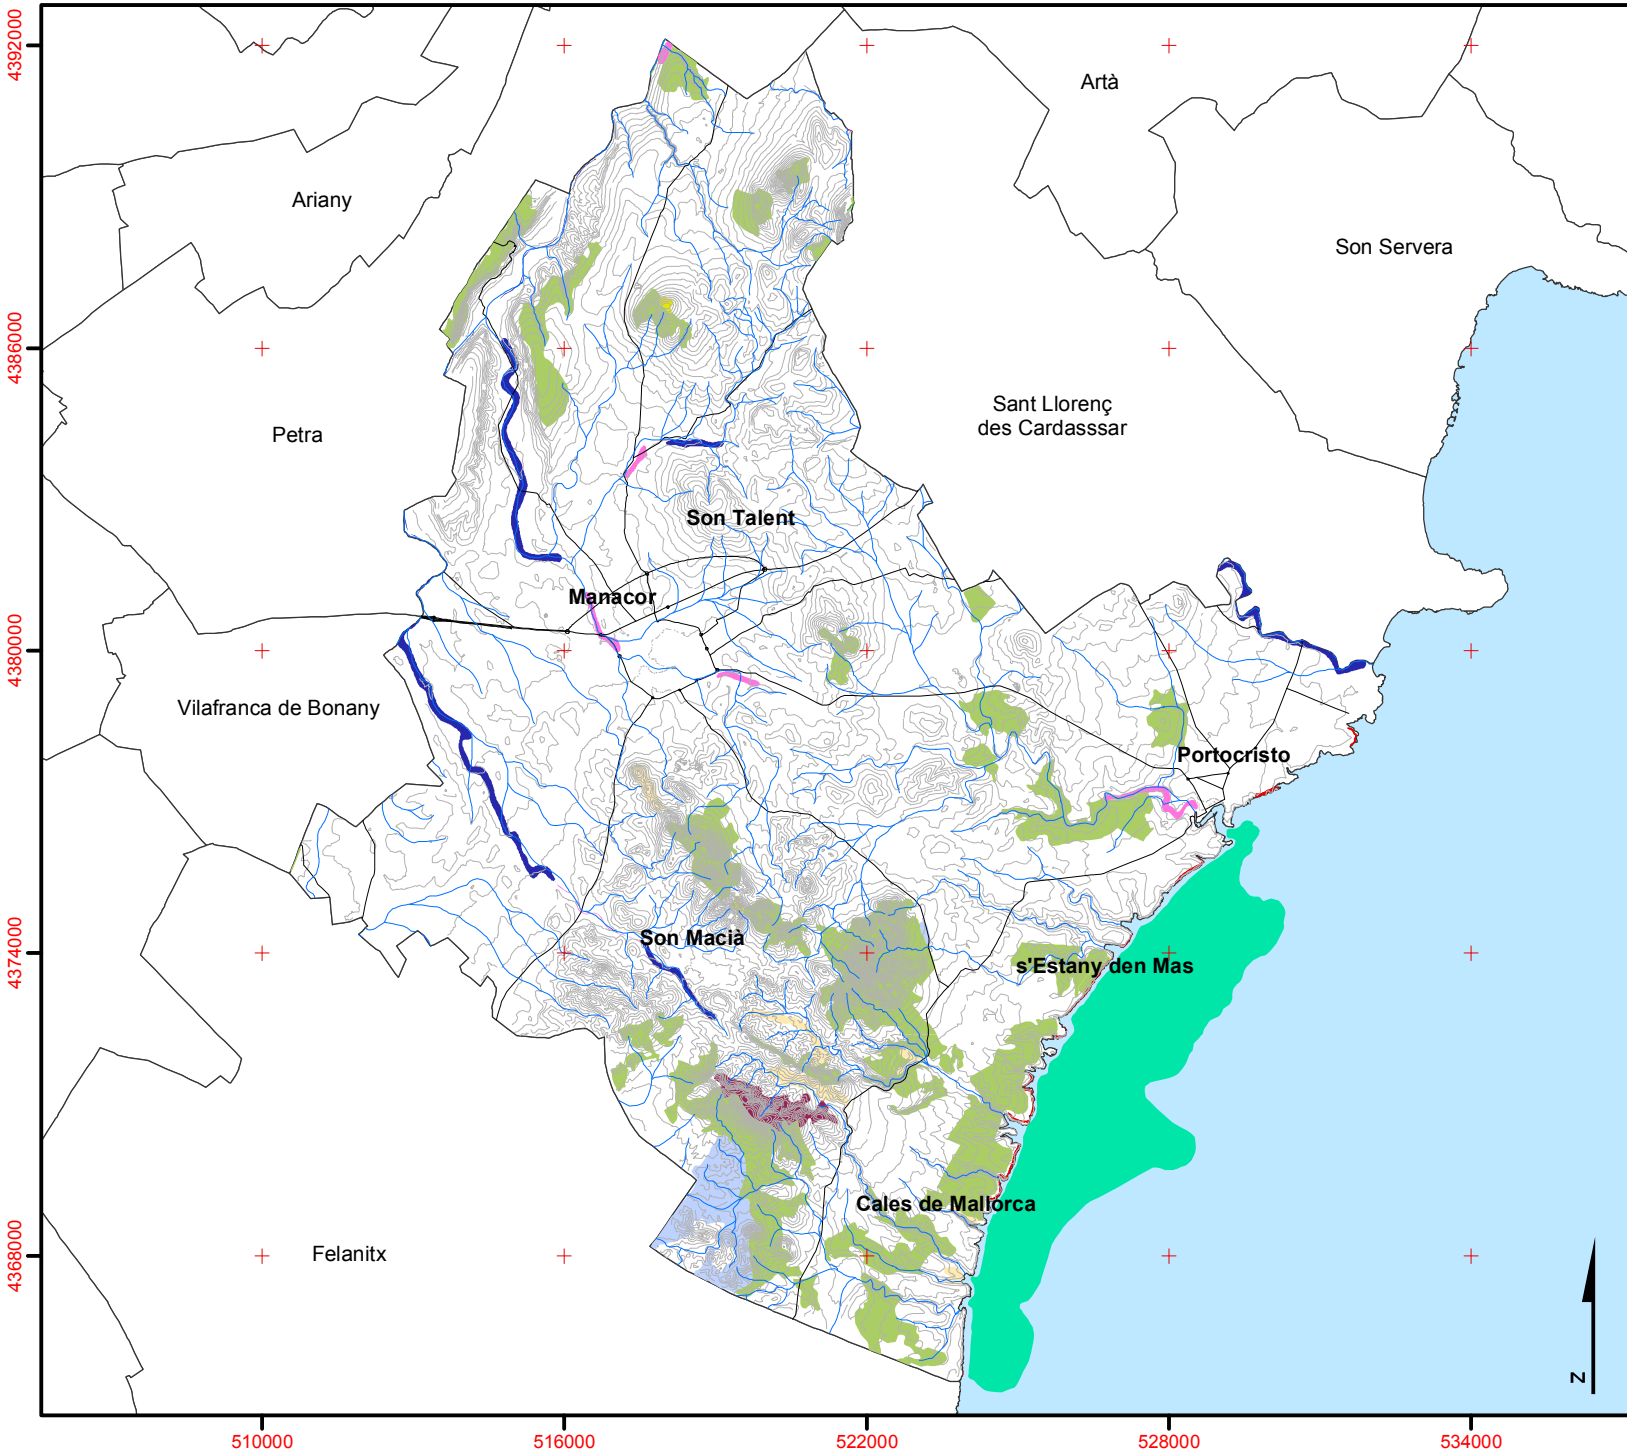 4392000
Artà
Ariany
Son Servera
4386000
Sant Llorenç
des Cardasssar
Petra
Son Talent
Manacor
4380000
Vilafranca de Bonany
Portocristo
Son Macià
4374000
s'Estany den Mas
Cales de Mallorca
Felanitx
4368000
N
510000
516000
522000
528000
534000